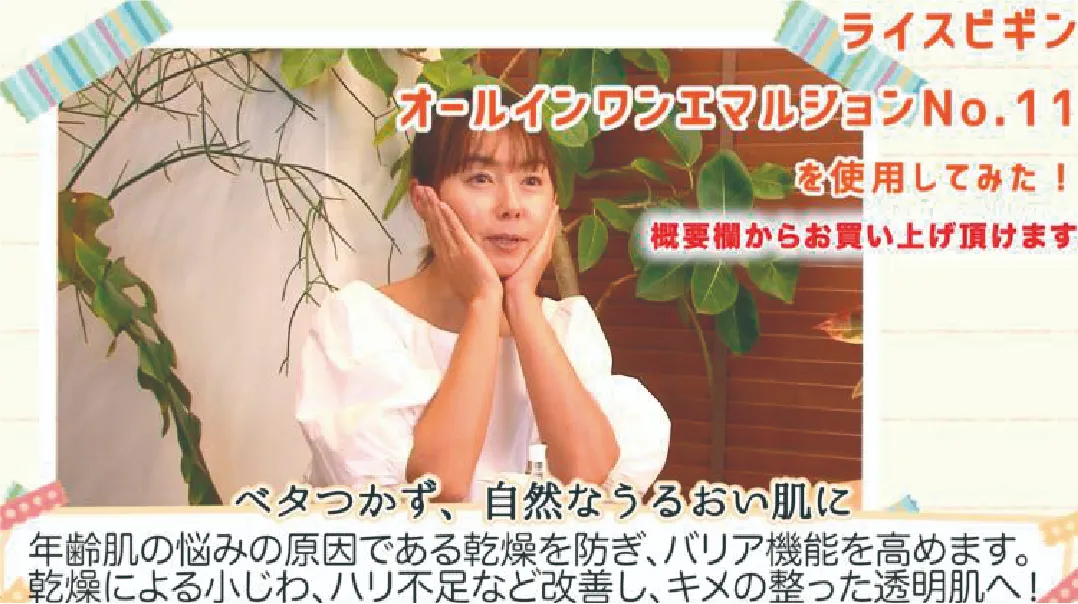 ライスビギン
オールインワンエマルジョンNo.11
を使用してみた！
概要欄からお買い上げ頂けます
ベタつかず、自然なうるおい肌に
年齢肌の悩みの原因である乾燥を防ぎ、バリア機能を高めます。
乾燥による小じわ、ハリ不足など改善し、キメの整った透明肌へ！